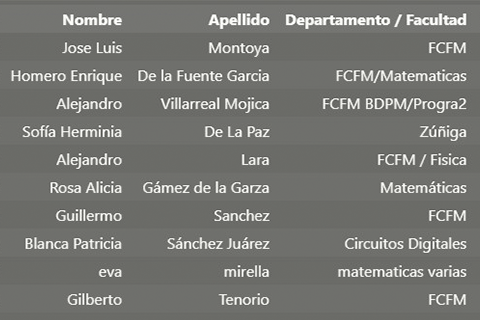 Nombre Apellido Departamento / Facultad
Jose Luis Montoya FCFM
Homero Enrique De la Fuente Garcia FCFM/Matematicas
Alejandro Villarreal Mojica FCFM BDPM/Progra2
Sofía Herminia De La Paz Zúñiga
Alejandro Lara FCFM / Fisica
Rosa Alicia Gámez de la Garza Matemáticas
Guillermo Sanchez FCFM
Blanca Patricia Sánchez Juárez Circuitos Digitales
eva mirella matematicas varias
Gilberto Tenorio FCFM